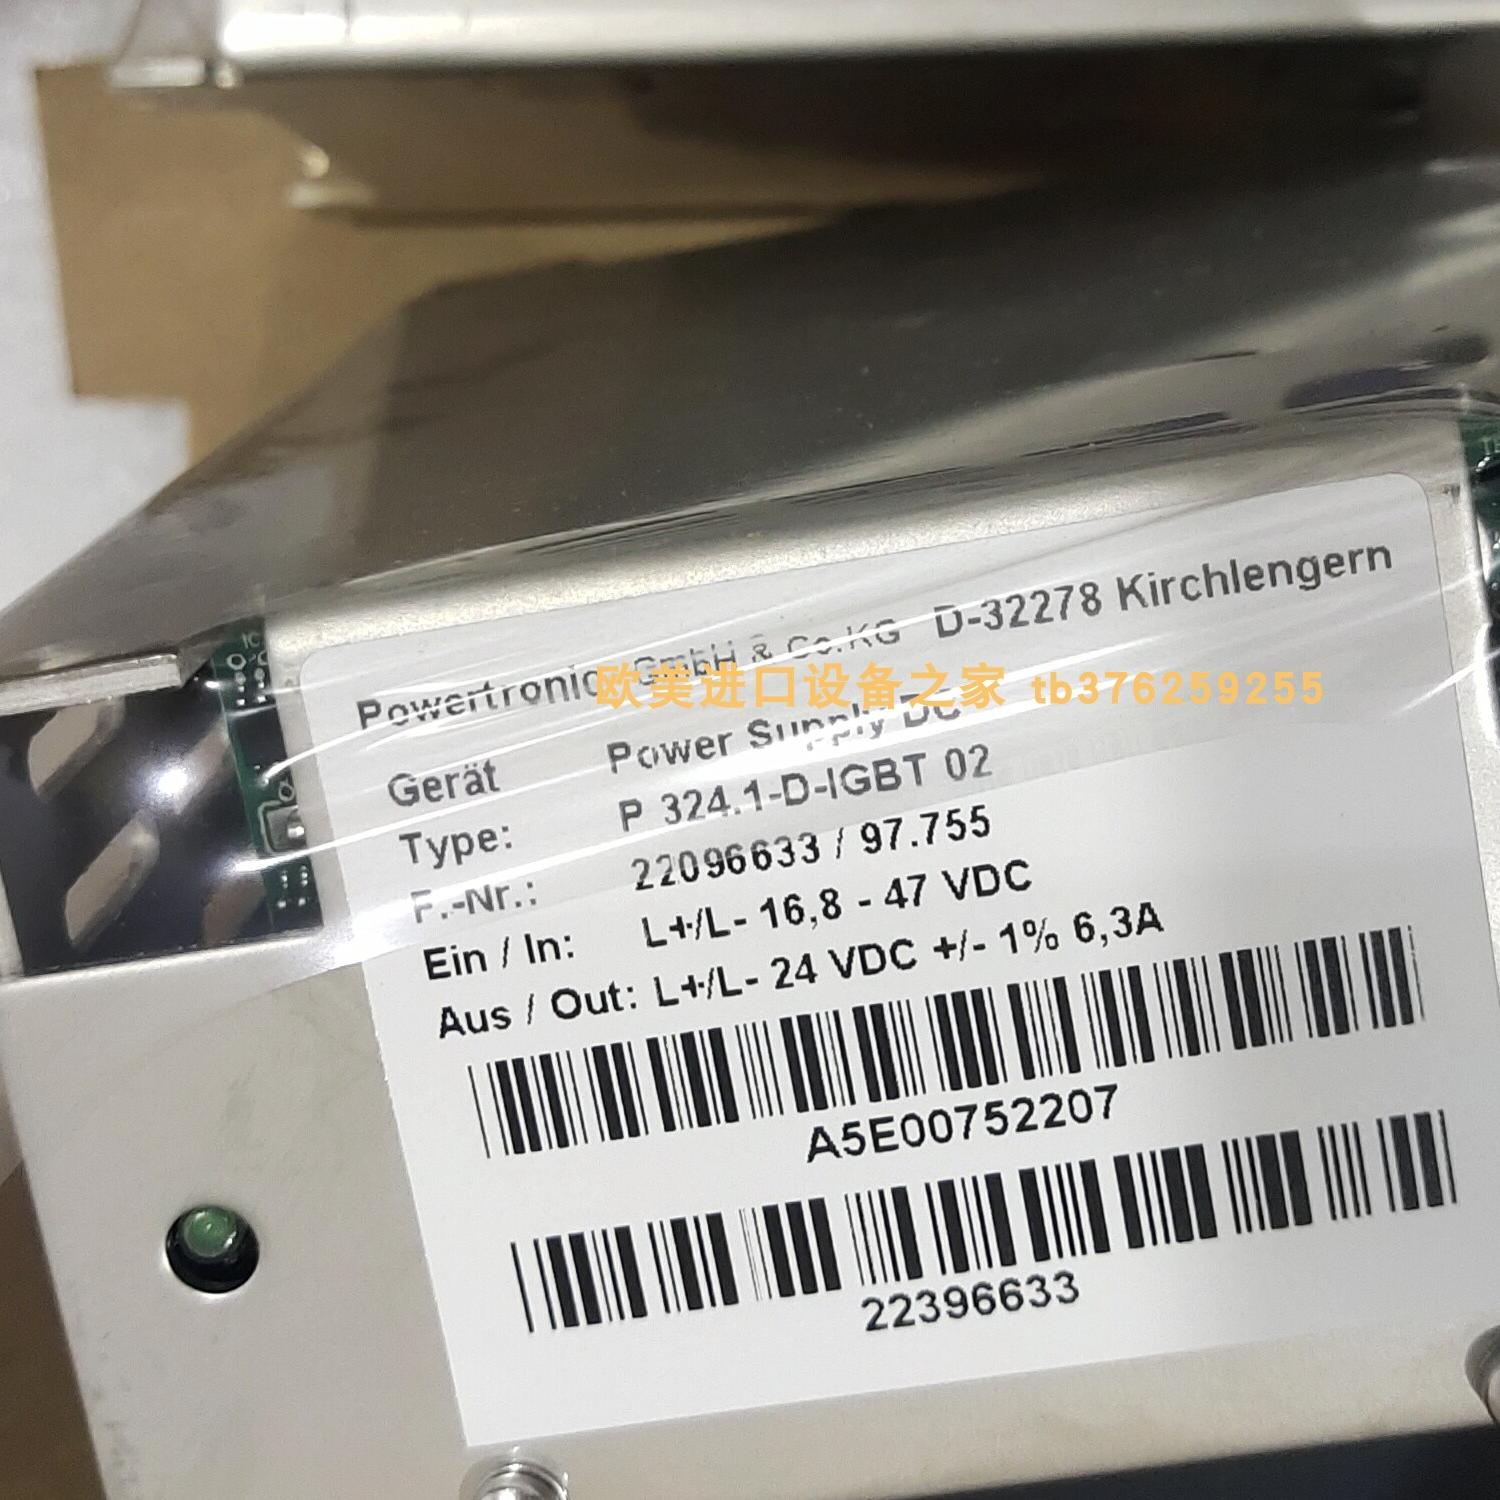 Powertronic GmbH & Co.KG D-32278 Kirchlengern
欧美进口设备之家 tb376259255
Gerät Power Supply DC
Type: P 324.1-D-IGBT 02
F.-Nr.: 22096633 / 97.755
Ein / In: L+/L- 16,8 - 47 VDC
Aus / Out: L+/L- 24 VDC +/- 1% 6,3A
A5E00752207
22396633